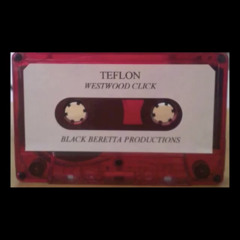 TEFLON
WESTWOOD CLICK
BLACK BERETTA PRODUCTIONS